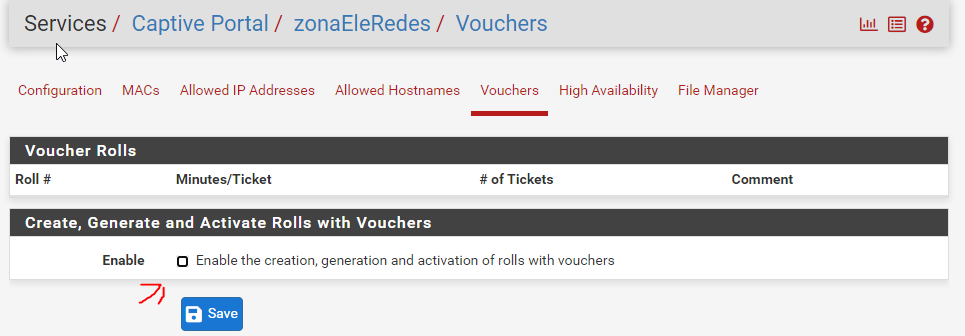 Services / Captive Portal / zonaEleRedes / Vouchers
Configuration MACs Allowed IP Addresses Allowed Hostnames Vouchers High Availability File Manager
Voucher Rolls
Roll # Minutes/Ticket # of Tickets Comment
Create, Generate and Activate Rolls with Vouchers
Enable Enable the creation, generation and activation of rolls with vouchers
Save